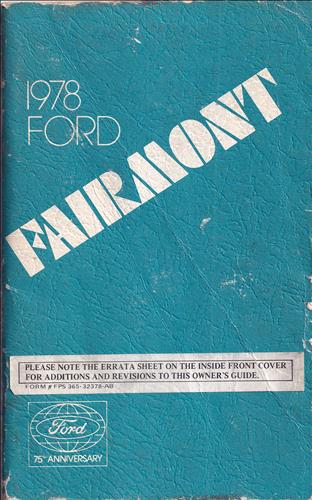 1978
FORD
FAIRMONT
PLEASE NOTE THE ERRATA SHEET ON THE INSIDE FRONT COVER
FOR ADDITIONS AND REVISIONS TO THIS OWNER'S GUIDE.
FORM # FPS 365-32378-AB
Ford
75TH ANNIVERSARY